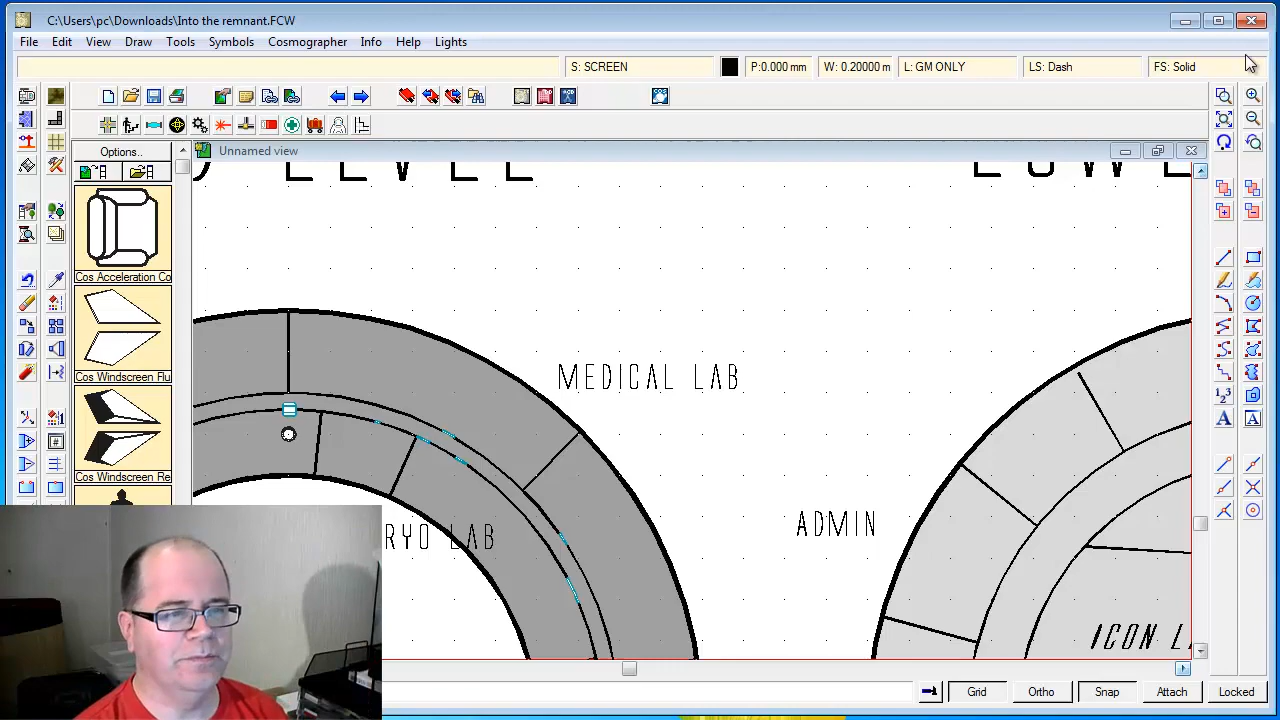 C:\Users\pc\Downloads\Into the remnant.FCW
File Edit View Draw Tools Symbols Cosmographer Info Help Lights
S: SCREEN P:0.000 mm W: 0.20000 m L: GM ONLY LS: Dash FS: Solid
Options..
Unnamed view
LEVEL
LOWE
Cos Acceleration Co
Cos Windscreen Flu
MEDICAL LAB
Cos Windscreen Re
ADMIN
RYO LAB
ICON L
Grid Ortho Snap Attach Locked